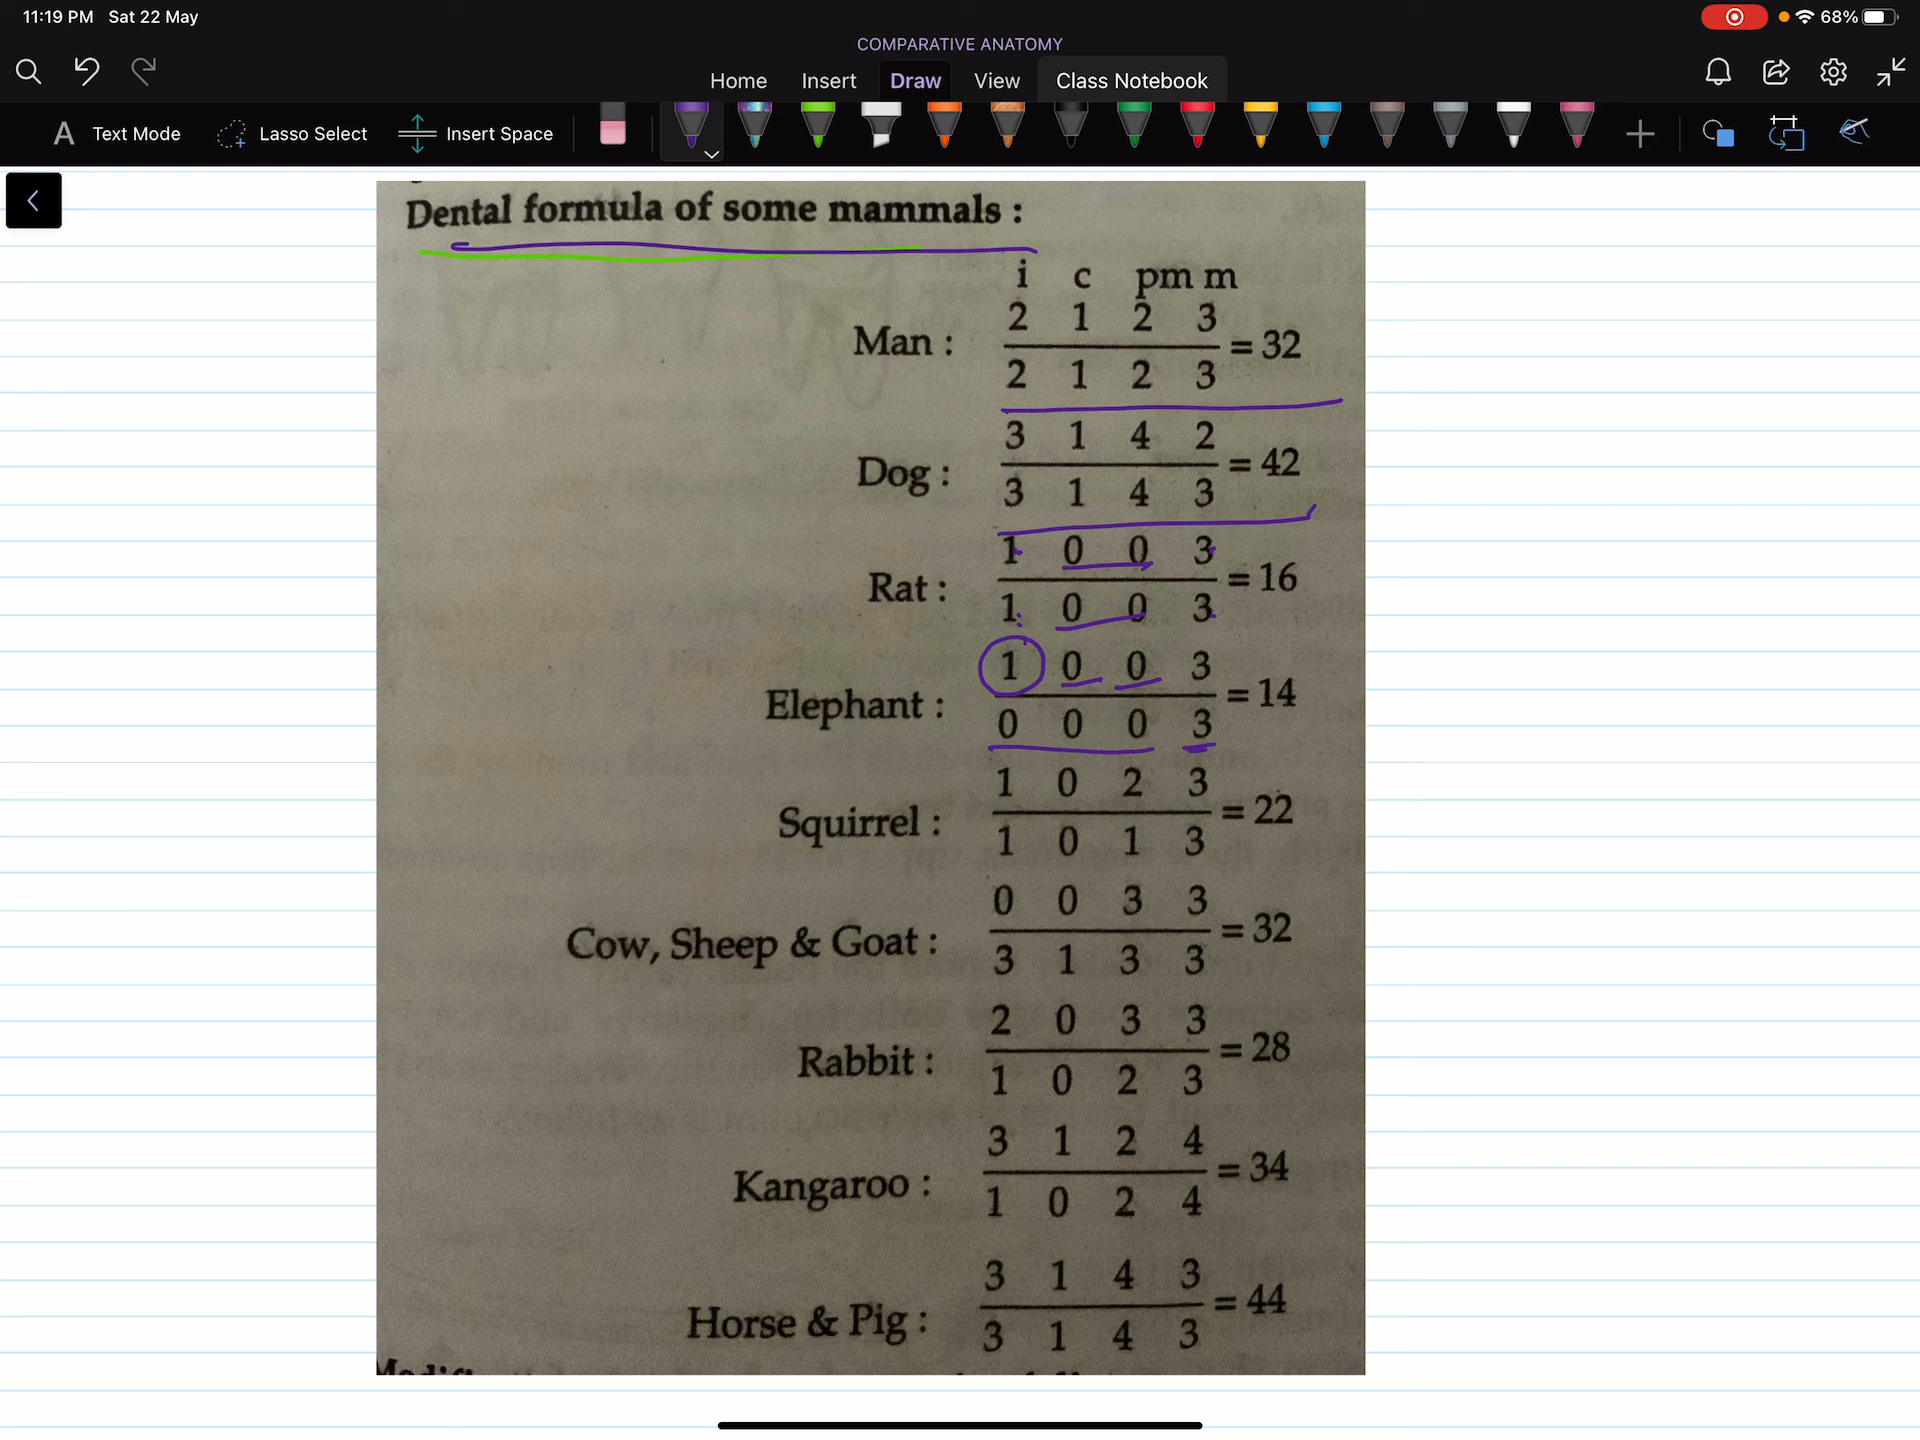 11:19 PM Sat 22 May
68%
COMPARATIVE ANATOMY
Home Insert Draw View Class Notebook
A Text Mode Lasso Select Insert Space
Dental formula of some mammals :
i c pm m
2 1 2 3
Man : = 32
2 1 2 3
3 1 4 2
Dog : = 42
3 1 4 3
1 0 0 3
Rat : = 16
1 0 0 3
1 0 0 3
Elephant : = 14
0 0 0 3
1 0 2 3
Squirrel : = 22
1 0 1 3
0 0 3 3
Cow, Sheep & Goat : = 32
3 1 3 3
2 0 3 3
Rabbit : = 28
1 0 2 3
3 1 2 4
Kangaroo : = 34
1 0 2 4
3 1 4 3
Horse & Pig : = 44
3 1 4 3